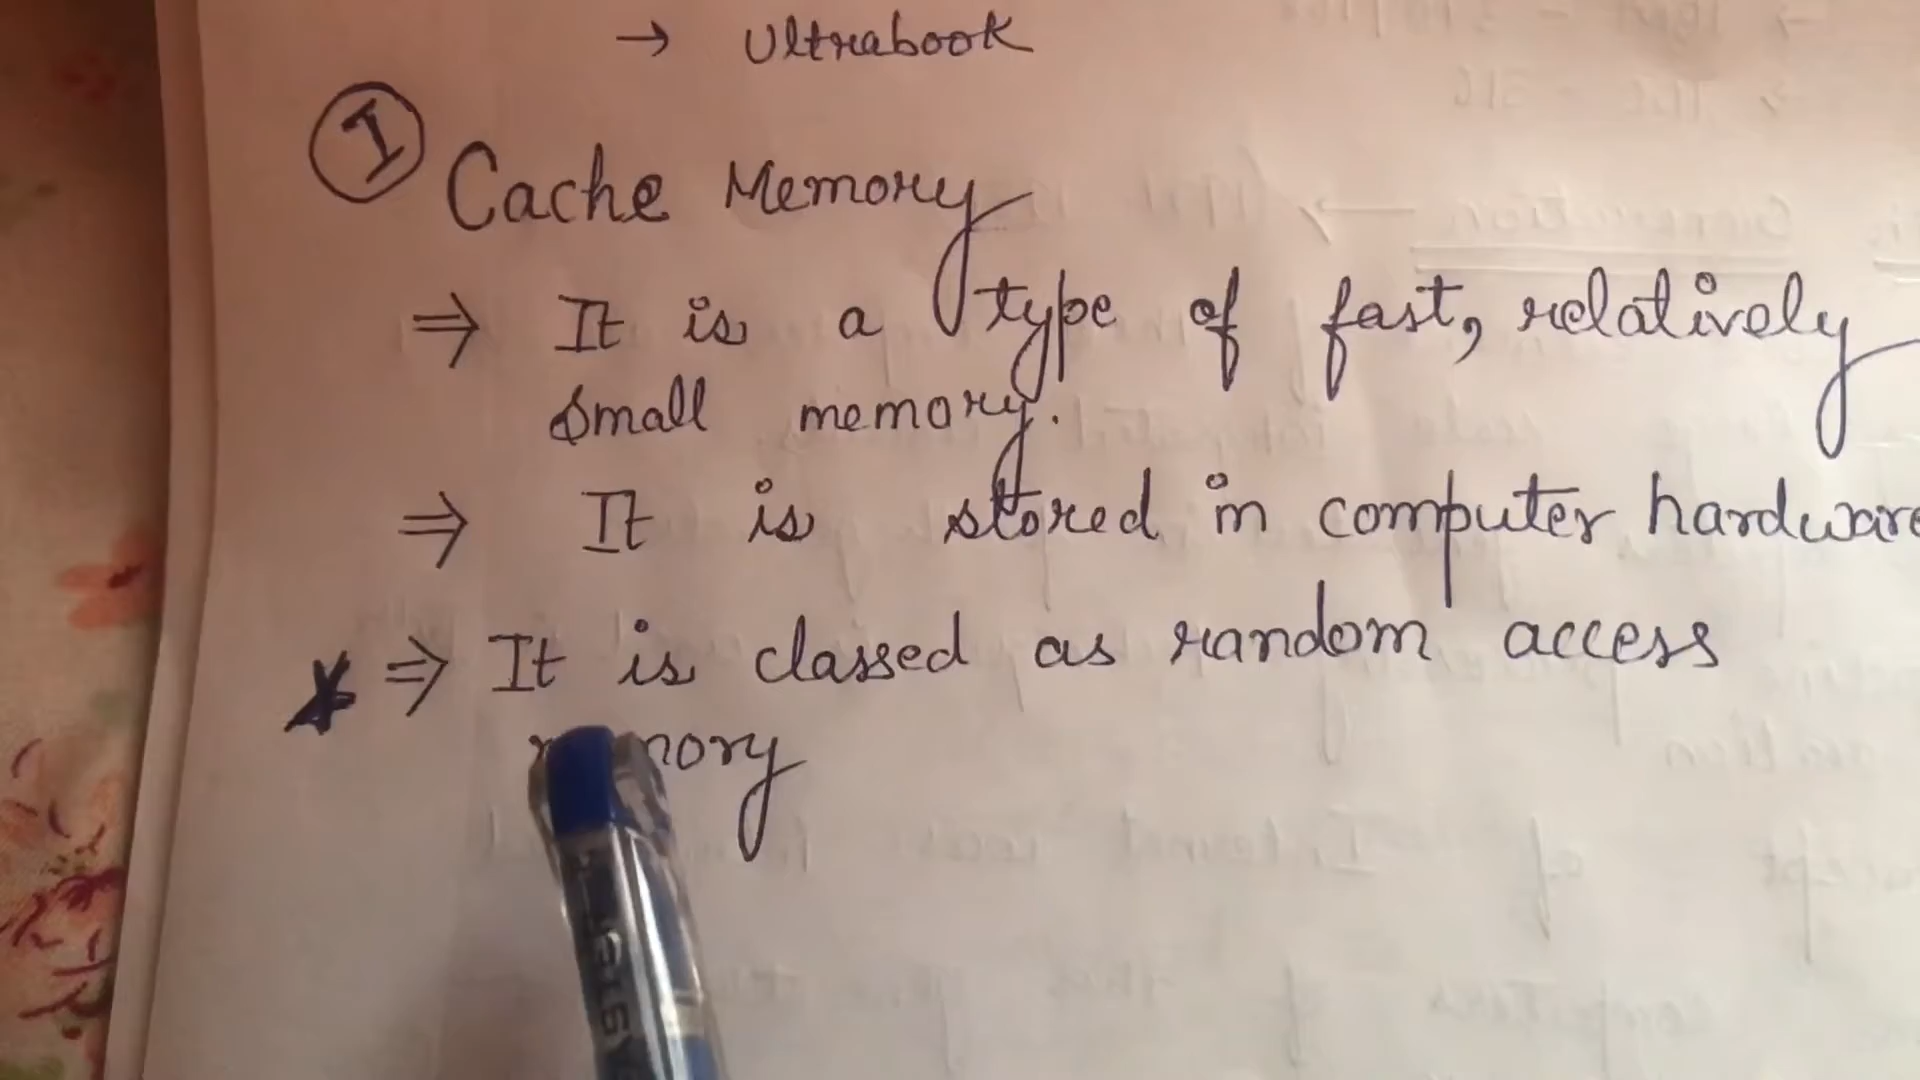 → Ultrabook
I Cache Memory
⇒ It is a type of fast, relatively
small memory.
⇒ It is stored in computer hardware
* ⇒ It is classed as random access